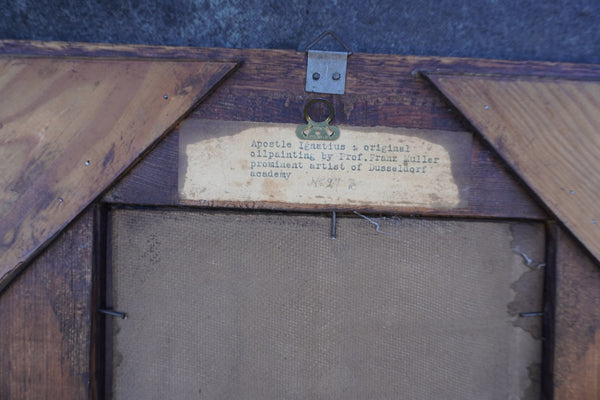 Apostle Ignatius : original
oilpainting by Prof.Franz Muller
prominent artist of Dusseldorf
academy